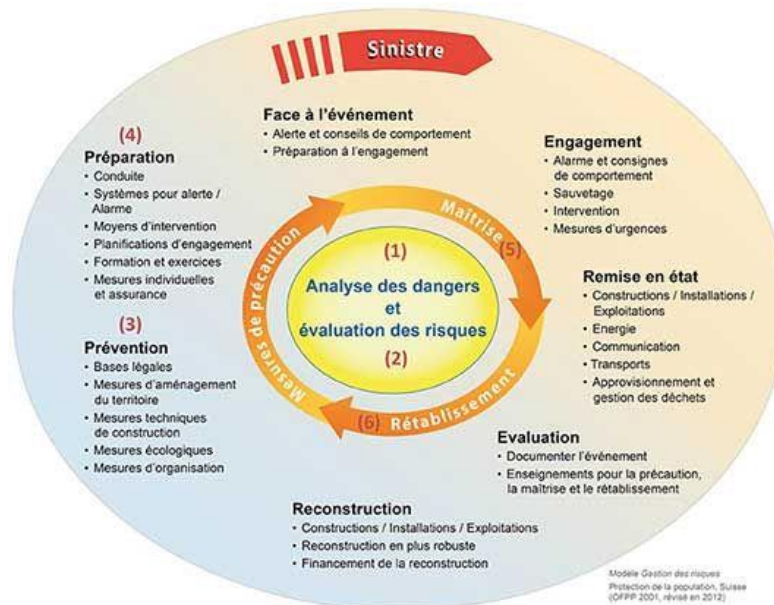 Sinistre
Face à l'événement
• Alerte et conseils de comportement
• Préparation à l'engagement
(4)
Préparation
• Conduite
• Systèmes pour alerte /
Alarme
• Moyens d'intervention
• Planifications d'engagement
• Formation et exercices
• Mesures individuelles
et assurance
(3)
Prévention
• Bases légales
• Mesures d'aménagement
du territoire
• Mesures techniques
de construction
• Mesures écologiques
• Mesures d'organisation
Engagement
• Alarme et consignes
de comportement
• Sauvetage
• Intervention
• Mesures d'urgences
Mesures de précaution
Maîtrise
(5)
(1)
Analyse des dangers
et
évaluation des risques
(2)
(6)
Rétablissement
Remise en état
• Constructions / Installations /
Exploitations
• Energie
• Communication
• Transports
• Approvisionnement et
gestion des déchets
Evaluation
• Documenter l'événement
• Enseignements pour la précaution,
la maîtrise et le rétablissement
Reconstruction
• Constructions / Installations / Exploitations
• Reconstruction en plus robuste
• Financement de la reconstruction
Modèle Gestion des risques
Protection de la population, Suisse
(OFPP 2001, révisé en 2012)